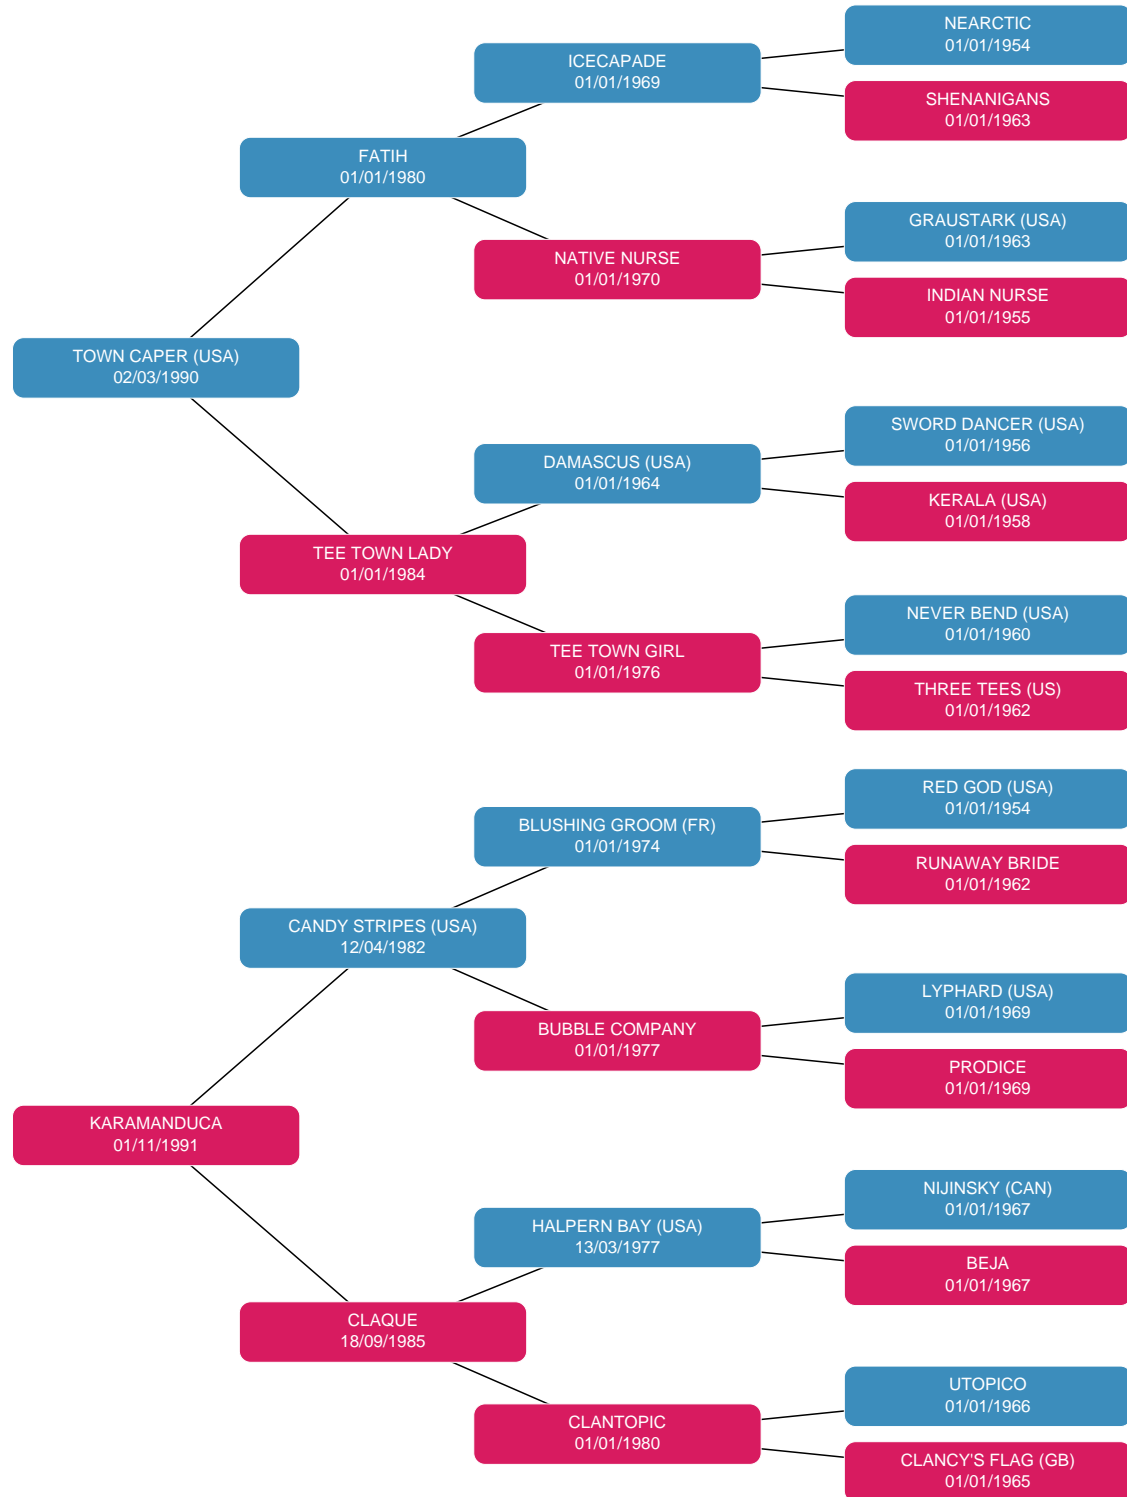 NEARCTIC
01/01/1954
ICECAPADE
01/01/1969
SHENANIGANS
01/01/1963
FATIH
01/01/1980
GRAUSTARK (USA)
01/01/1963
NATIVE NURSE
01/01/1970
INDIAN NURSE
01/01/1955
TOWN CAPER (USA)
02/03/1990
SWORD DANCER (USA)
01/01/1956
DAMASCUS (USA)
01/01/1964
KERALA (USA)
01/01/1958
TEE TOWN LADY
01/01/1984
NEVER BEND (USA)
01/01/1960
TEE TOWN GIRL
01/01/1976
THREE TEES (US)
01/01/1962
RED GOD (USA)
01/01/1954
BLUSHING GROOM (FR)
01/01/1974
RUNAWAY BRIDE
01/01/1962
CANDY STRIPES (USA)
12/04/1982
LYPHARD (USA)
01/01/1969
BUBBLE COMPANY
01/01/1977
PRODICE
01/01/1969
KARAMANDUCA
01/11/1991
NIJINSKY (CAN)
01/01/1967
HALPERN BAY (USA)
13/03/1977
BEJA
01/01/1967
CLAQUE
18/09/1985
UTOPICO
01/01/1966
CLANTOPIC
01/01/1980
CLANCY'S FLAG (GB)
01/01/1965